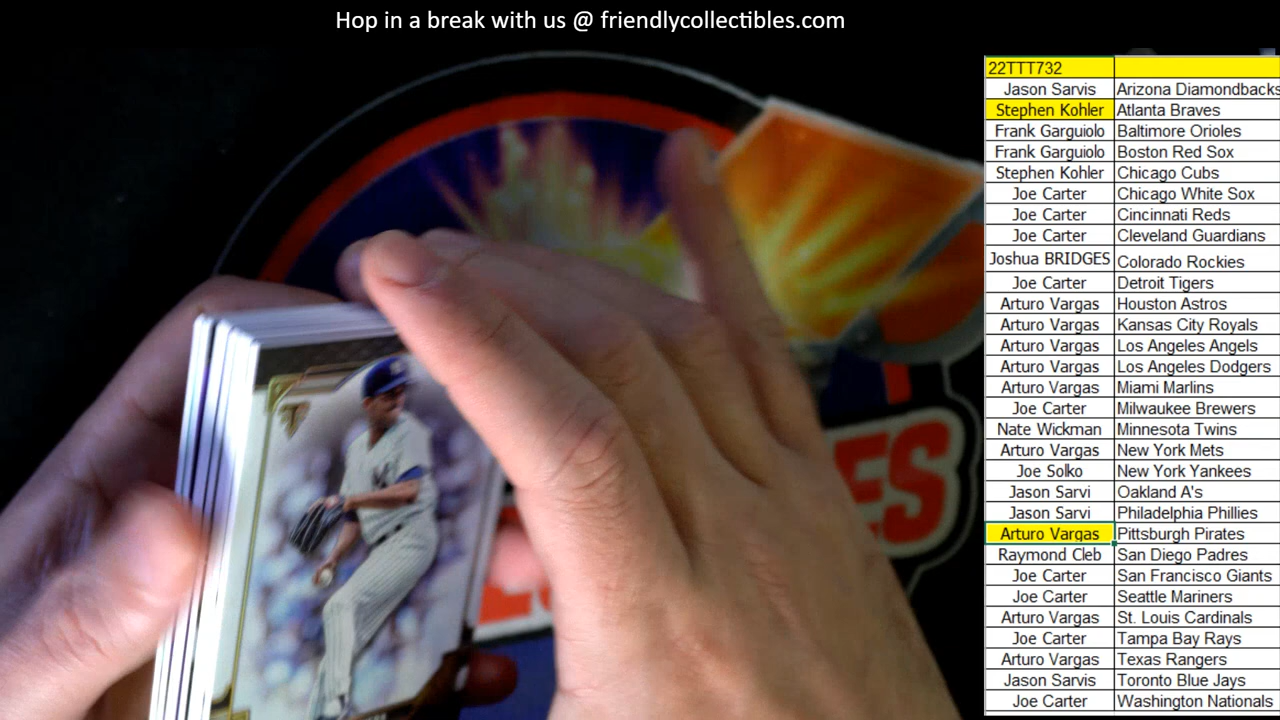 Hop in a break with us @ friendlycollectibles.com
22TTT732
Jason Sarvis Arizona Diamondbacks
Stephen Kohler Atlanta Braves
Frank Garguiolo Baltimore Orioles
Frank Garguiolo Boston Red Sox
Stephen Kohler Chicago Cubs
Joe Carter Chicago White Sox
Joe Carter Cincinnati Reds
Joe Carter Cleveland Guardians
Joshua BRIDGES Colorado Rockies
Joe Carter Detroit Tigers
Arturo Vargas Houston Astros
Arturo Vargas Kansas City Royals
Arturo Vargas Los Angeles Angels
Arturo Vargas Los Angeles Dodgers
Arturo Vargas Miami Marlins
Joe Carter Milwaukee Brewers
Nate Wickman Minnesota Twins
Arturo Vargas New York Mets
Joe Solko New York Yankees
Jason Sarvi Oakland A's
Jason Sarvi Philadelphia Phillies
Arturo Vargas Pittsburgh Pirates
Raymond Cleb San Diego Padres
Joe Carter San Francisco Giants
Joe Carter Seattle Mariners
Arturo Vargas St. Louis Cardinals
Joe Carter Tampa Bay Rays
Arturo Vargas Texas Rangers
Jason Sarvis Toronto Blue Jays
Joe Carter Washington Nationals